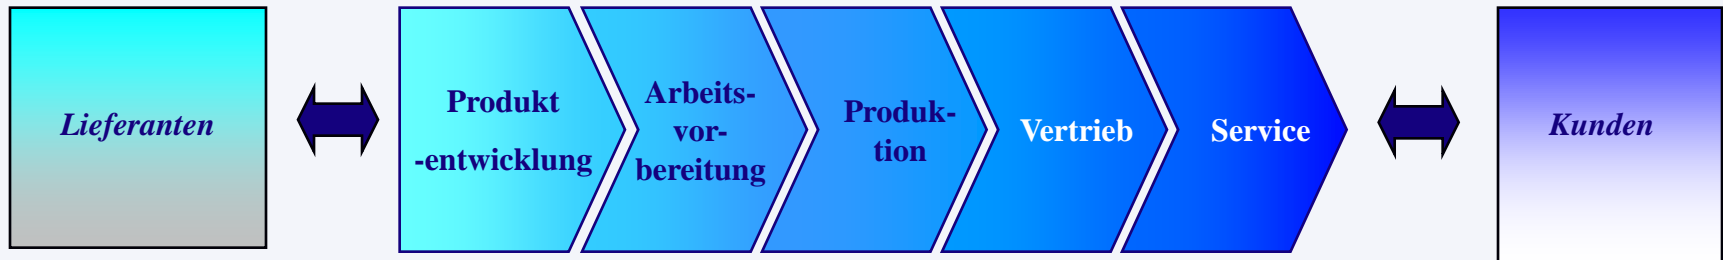 Lieferanten
Produkt
-entwicklung
Arbeits-
vor-
bereitung
Produk-
tion
Vertrieb
Service
Kunden